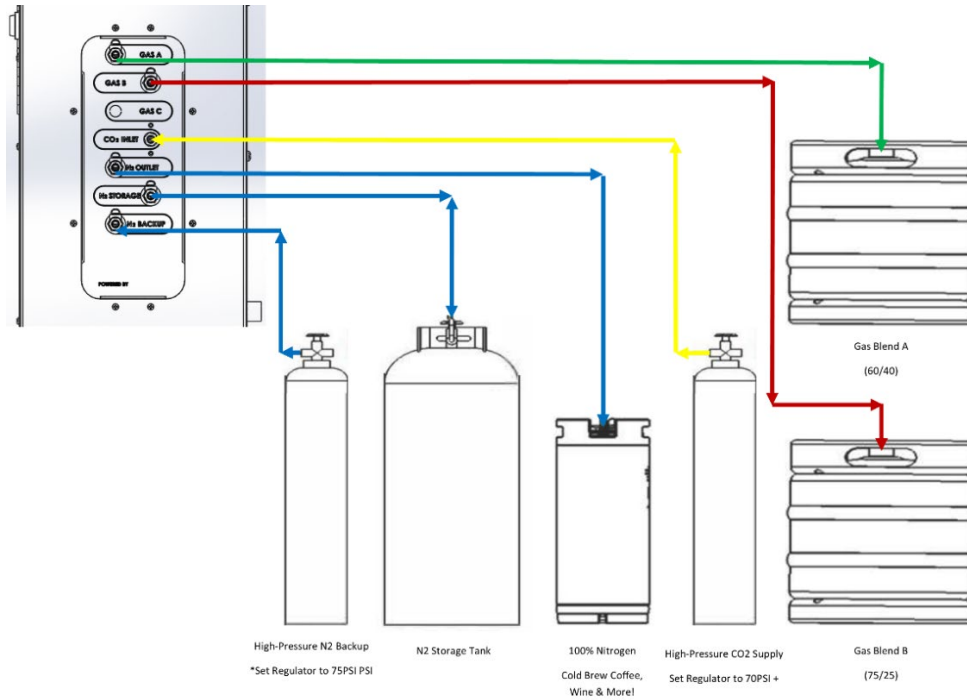 GAS A
GAS B
GAS C
CO₂ INLET
N₂ OUTLET
N₂ STORAGE
N₂ BACKUP
POWERED BY
Gas Blend A
(60/40)
High-Pressure N2 Backup
*Set Regulator to 75PSI PSI
N2 Storage Tank
100% Nitrogen
Cold Brew Coffee,
Wine & More!
High-Pressure CO2 Supply
Set Regulator to 70PSI +
Gas Blend B
(75/25)